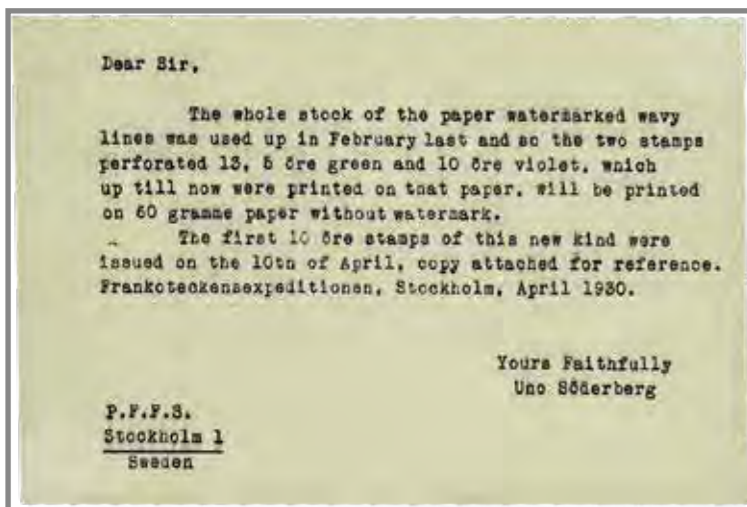 Dear Sir,
The whole stock of the paper watermarked wavy
lines was used up in February last and so the two stamps
perforated 13, 5 öre green and 10 öre violet, which
up till now were printed on that paper, will be printed
on 60 gramme paper without watermark.
The first 10 öre stamps of this new kind were
issued on the 10th of April, copy attached for reference.
Frankoteckensexpeditionen, Stockholm, April 1930.
Yours Faithfully
Uno Söderberg
P.F.F.S.
Stockholm 1
Sweden